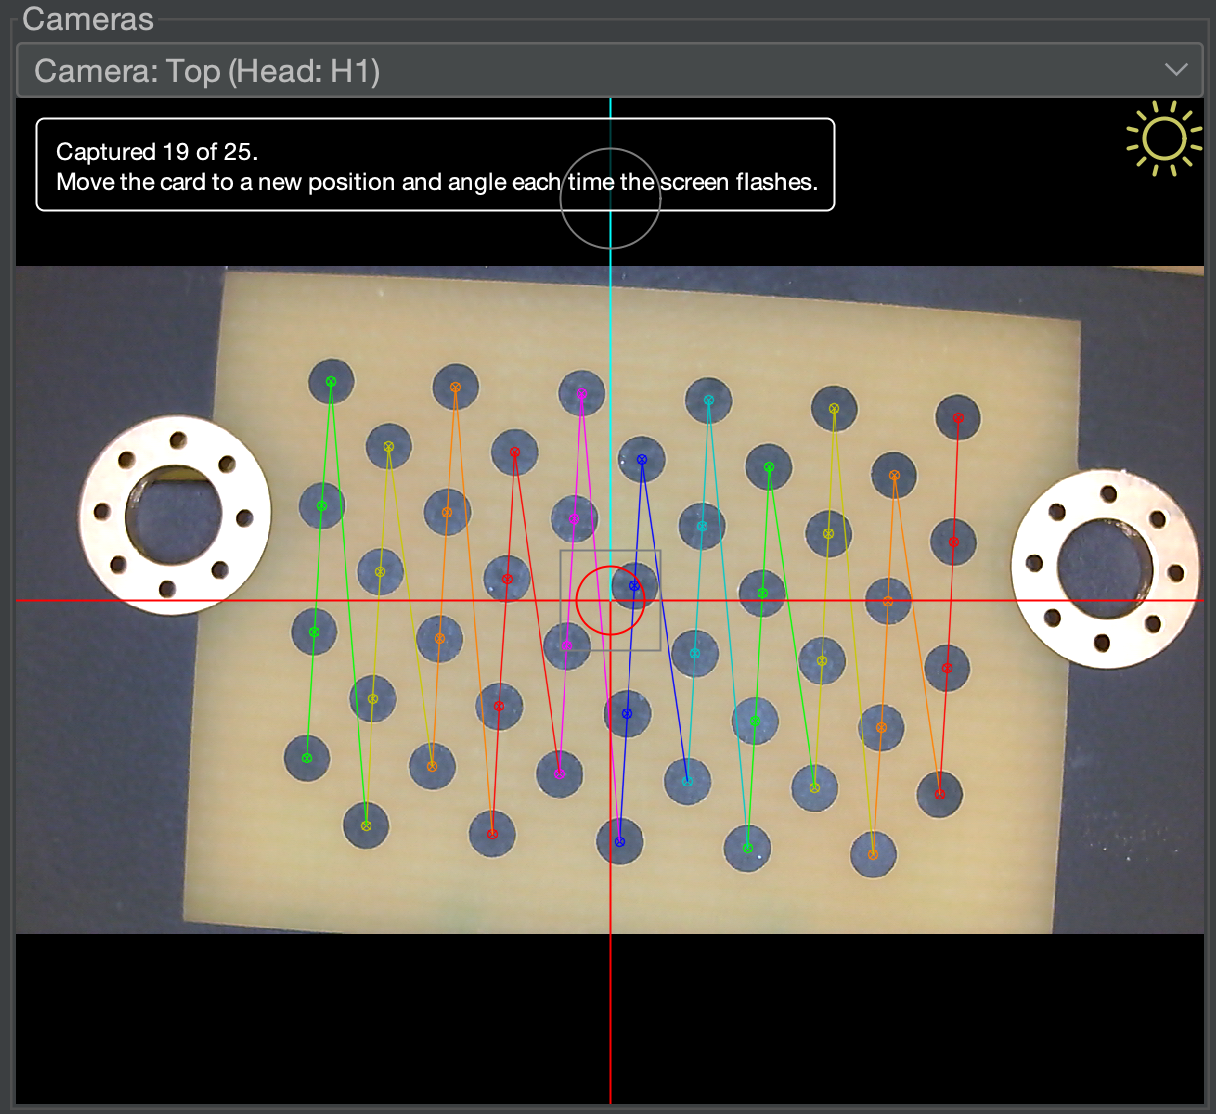 Cameras
Camera: Top (Head: H1)
Captured 19 of 25.
Move the card to a new position and angle each time the screen flashes.